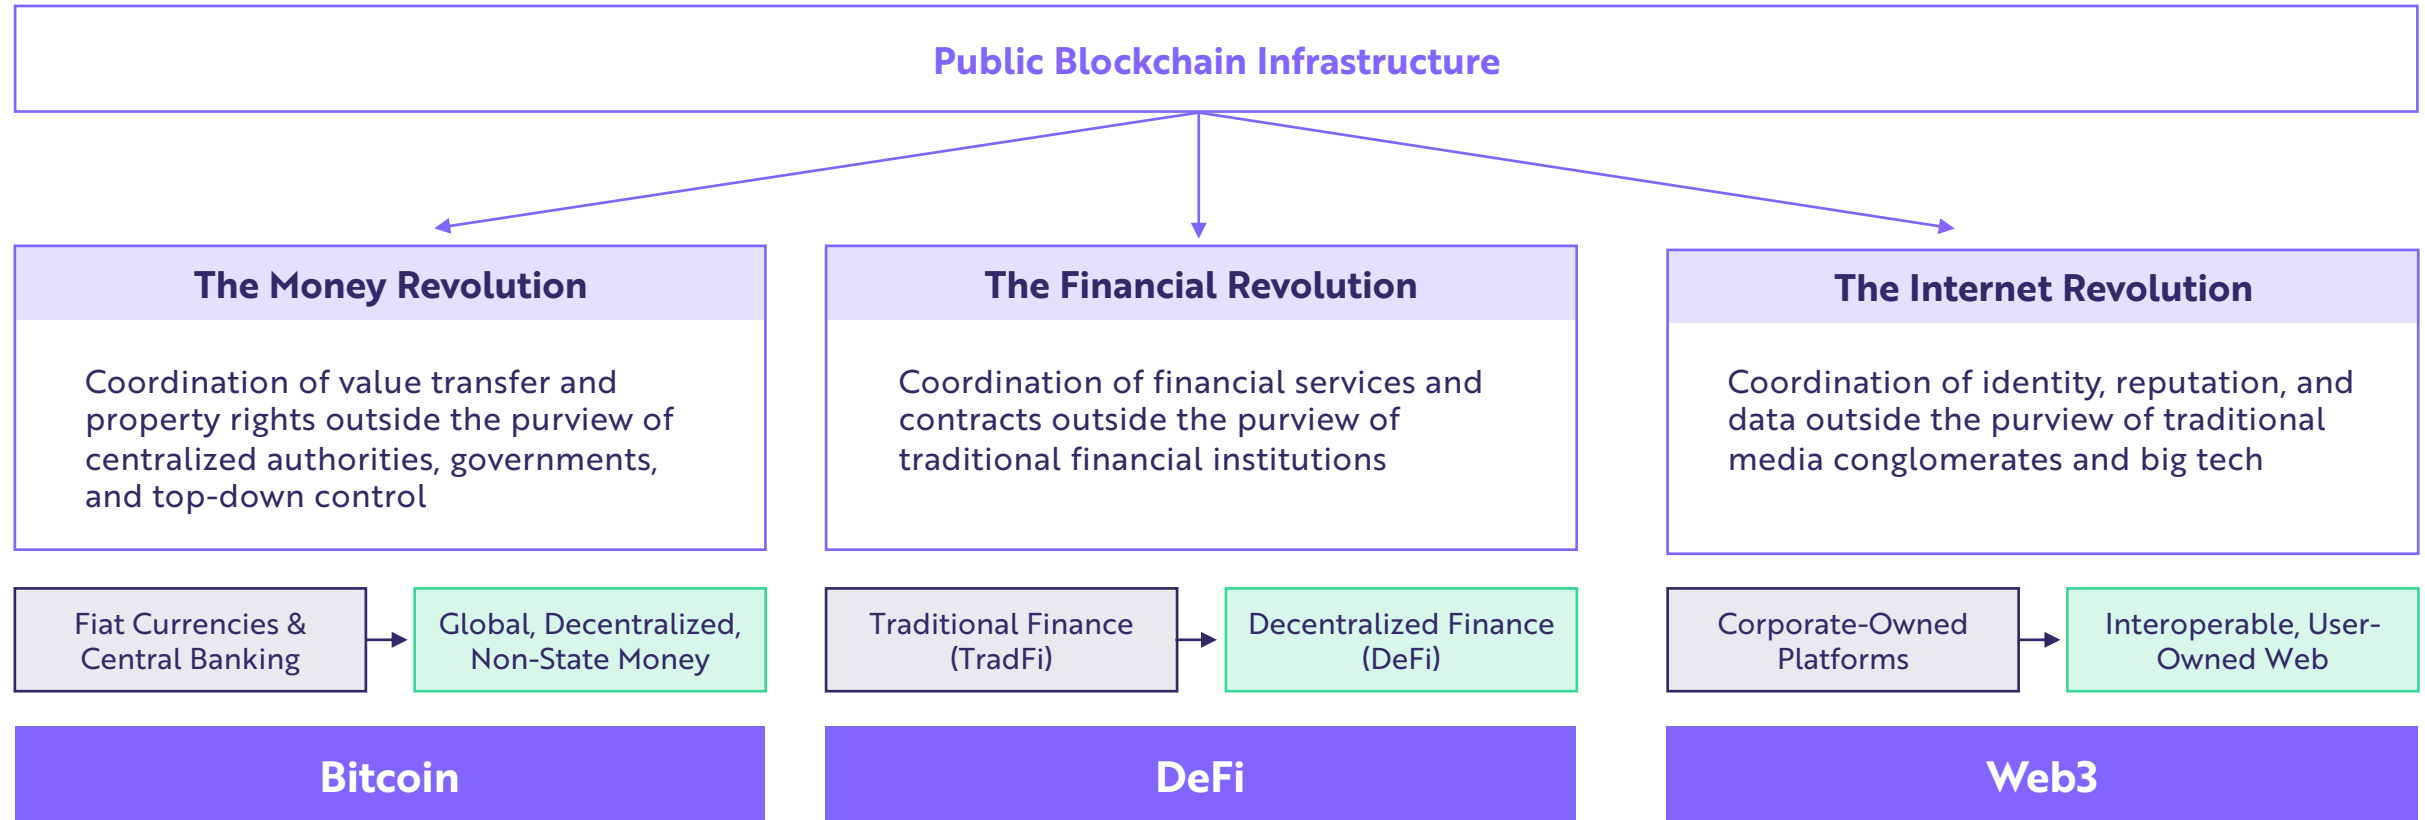 Public Blockchain Infrastructure
The Money Revolution
Coordination of value transfer and
property rights outside the purview of
centralized authorities, governments,
and top-down control
Fiat Currencies &
Central Banking
Global, Decentralized,
Non-State Money
Bitcoin
The Financial Revolution
Coordination of financial services and
contracts outside the purview of
traditional financial institutions
Traditional Finance
(TradFi)
Decentralized Finance
(DeFi)
DeFi
The Internet Revolution
Coordination of identity, reputation, and
data outside the purview of traditional
media conglomerates and big tech
Corporate-Owned
Platforms
Interoperable, User-
Owned Web
Web3